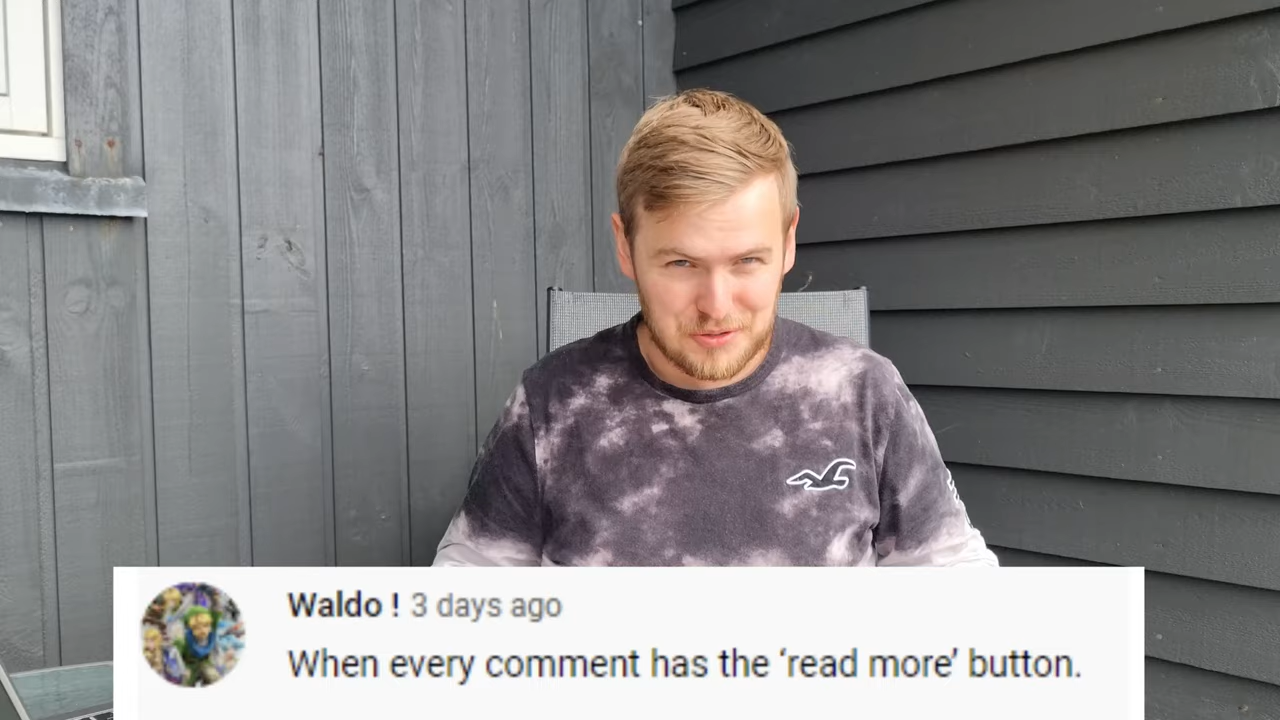 Waldo ! 3 days ago
When every comment has the ‘read more’ button.